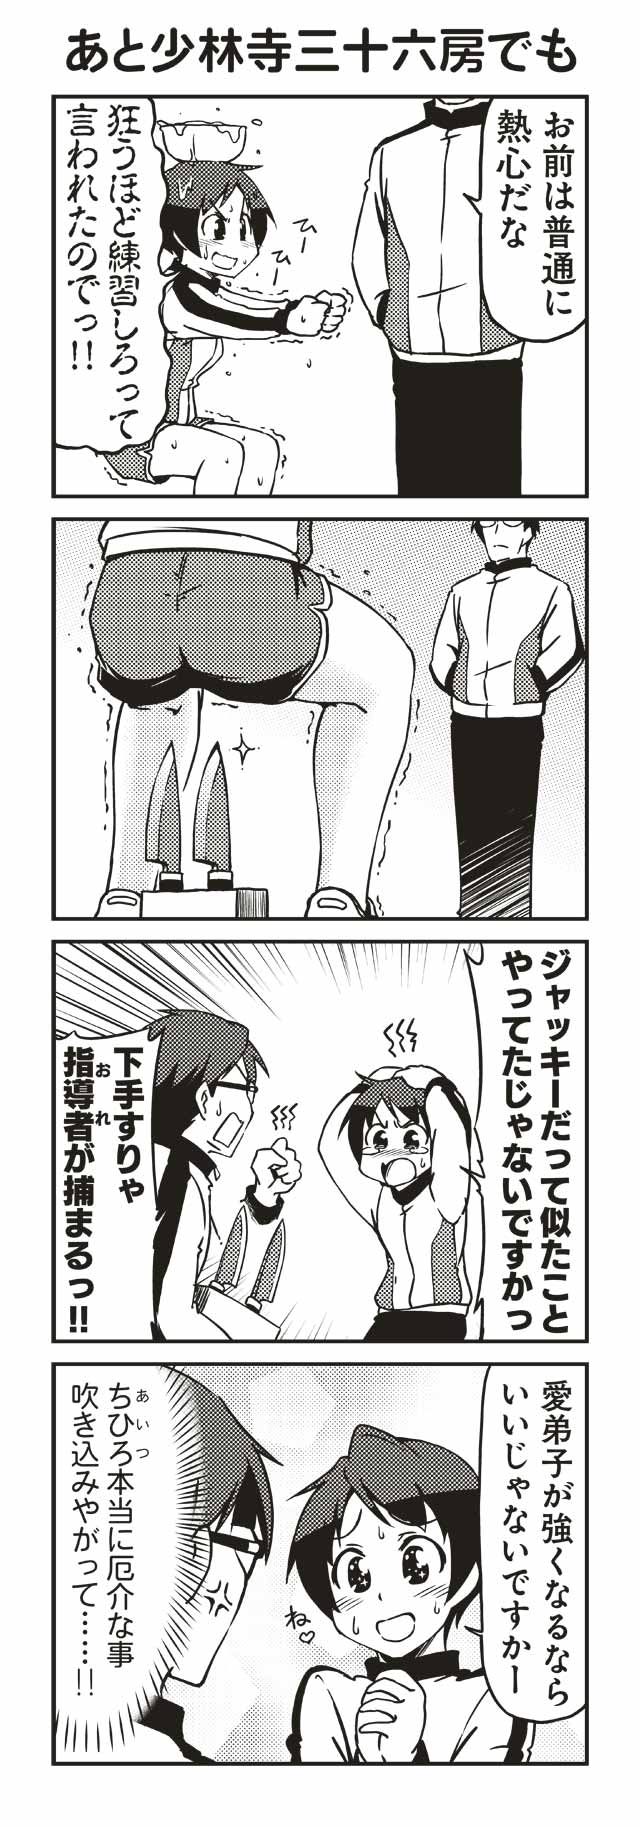 あと少林寺三十六房でも
お前は普通に
熱心だな
ひー
ひー
狂うほど練習しろって
言われたのでっ!!
ジャッキーだって似たこと
やってたじゃないですかっ
下手すりゃ
指導者が捕まるっ!!
おれ
愛弟子が強くなるなら
いいじゃないですかー
ね♡
ちひろ本当に厄介な事
あいつ
吹き込みやがって……!!